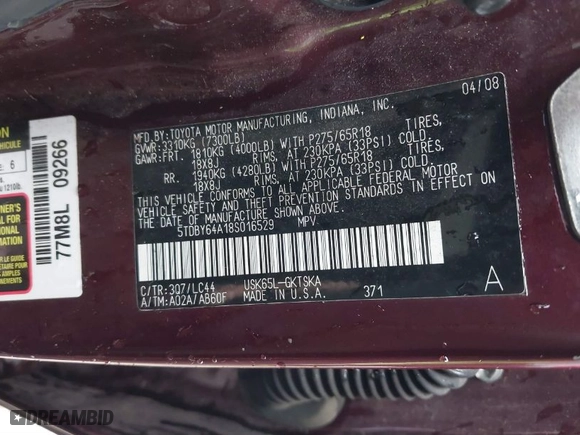 MFD. BY: TOYOTA MOTOR MANUFACTURING, INDIANA, INC. 04/08
GVWR: 3310KG (7300LB)
GAWR: FRT. 1810KG (4000LB) WITH P275/65R18 TIRES,
18X8J RIMS, AT 230KPA (33PSI) COLD.
RR. 1940KG (4280LB) WITH P275/65R18 TIRES,
18X8J RIMS, AT 230KPA (33PSI) COLD.
THIS VEHICLE CONFORMS TO ALL APPLICABLE FEDERAL MOTOR
VEHICLE SAFETY AND THEFT PREVENTION STANDARDS IN EFFECT
ON THE DATE OF MANUFACTURE SHOWN ABOVE.
5TDBY64A18S016529 MPV.
C/TR: 3Q7/LC44 USK65L-GKTSKA
A/TM: A02A/AB60F MADE IN U.S.A. 371 A
77M8L 09266
DREAMBID